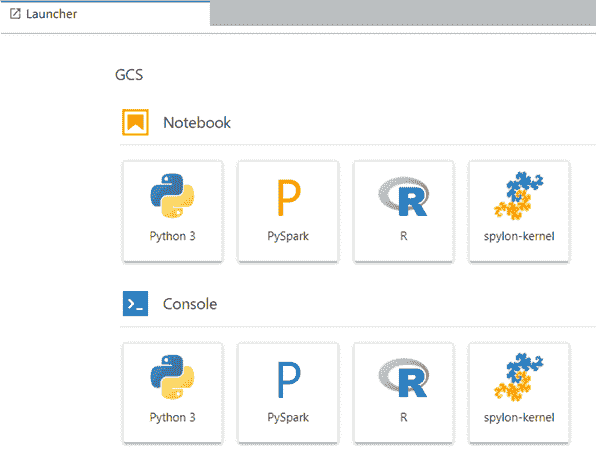 Launcher
GCS
Notebook
Python 3
PySpark
R
spylon-kernel
Console
Python 3
PySpark
R
spylon-kernel